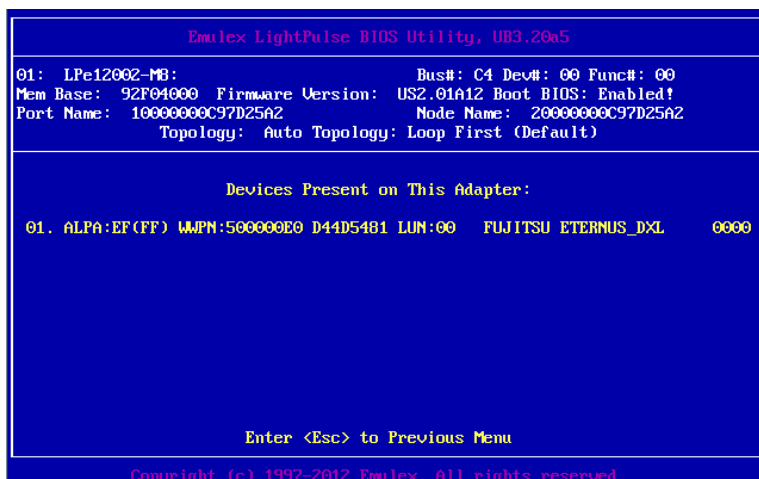 Emulex LightPulse BIOS Utility, UB3.20a5
01: LPe12002-M8: Bus#: C4 Dev#: 00 Func#: 00
Mem Base: 92F04000 Firmware Version: US2.01A12 Boot BIOS: Enabled!
Port Name: 10000000C97D25A2 Node Name: 20000000C97D25A2
Topology: Auto Topology: Loop First (Default)
Devices Present on This Adapter:
01. ALPA:EF(FF) WWPN:500000E0 D44D5481 LUN:00 FUJITSU ETERNUS_DXL 0000
Enter <Esc> to Previous Menu
Copyright (c) 1997-2012 Emulex. All rights reserved